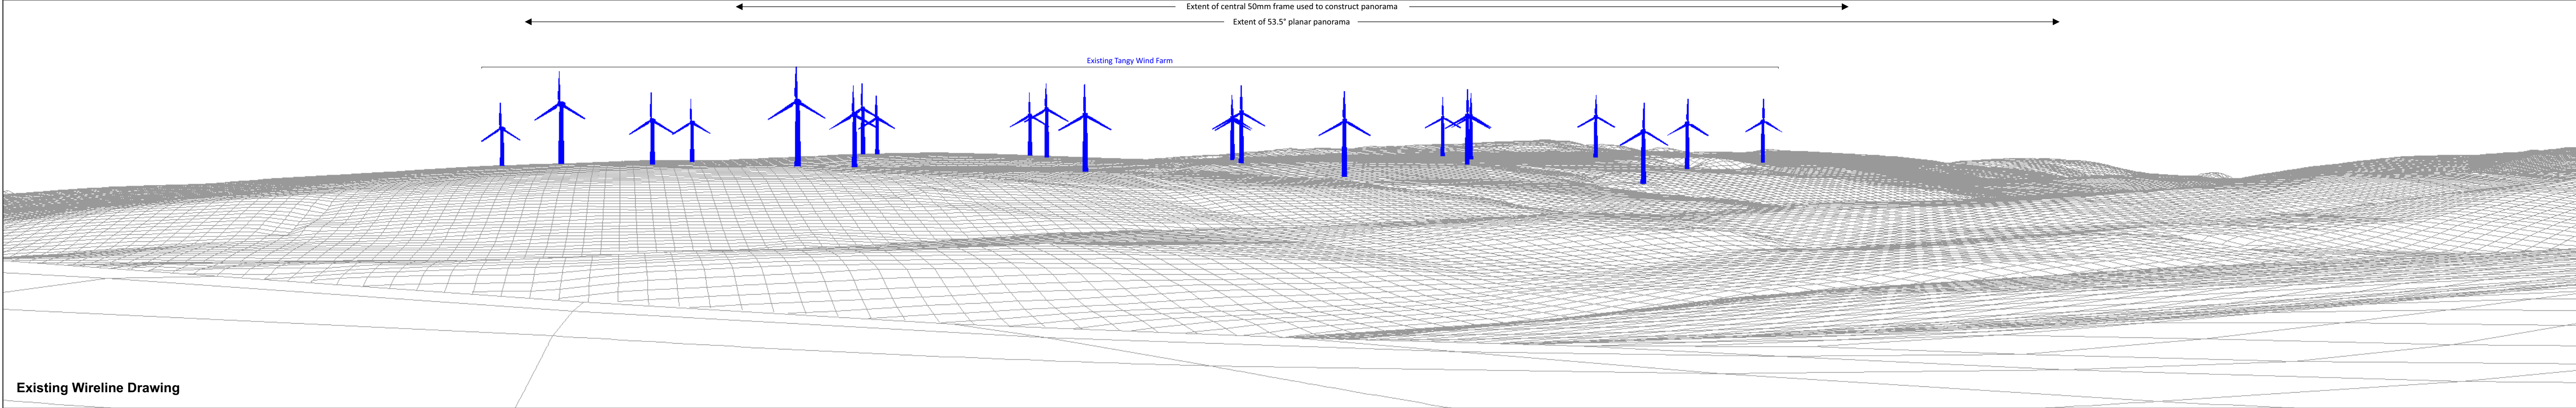 Extent of central 50mm frame used to construct panorama
Extent of 53.5° planar panorama
Existing Tangy Wind Farm
Existing Wireline Drawing